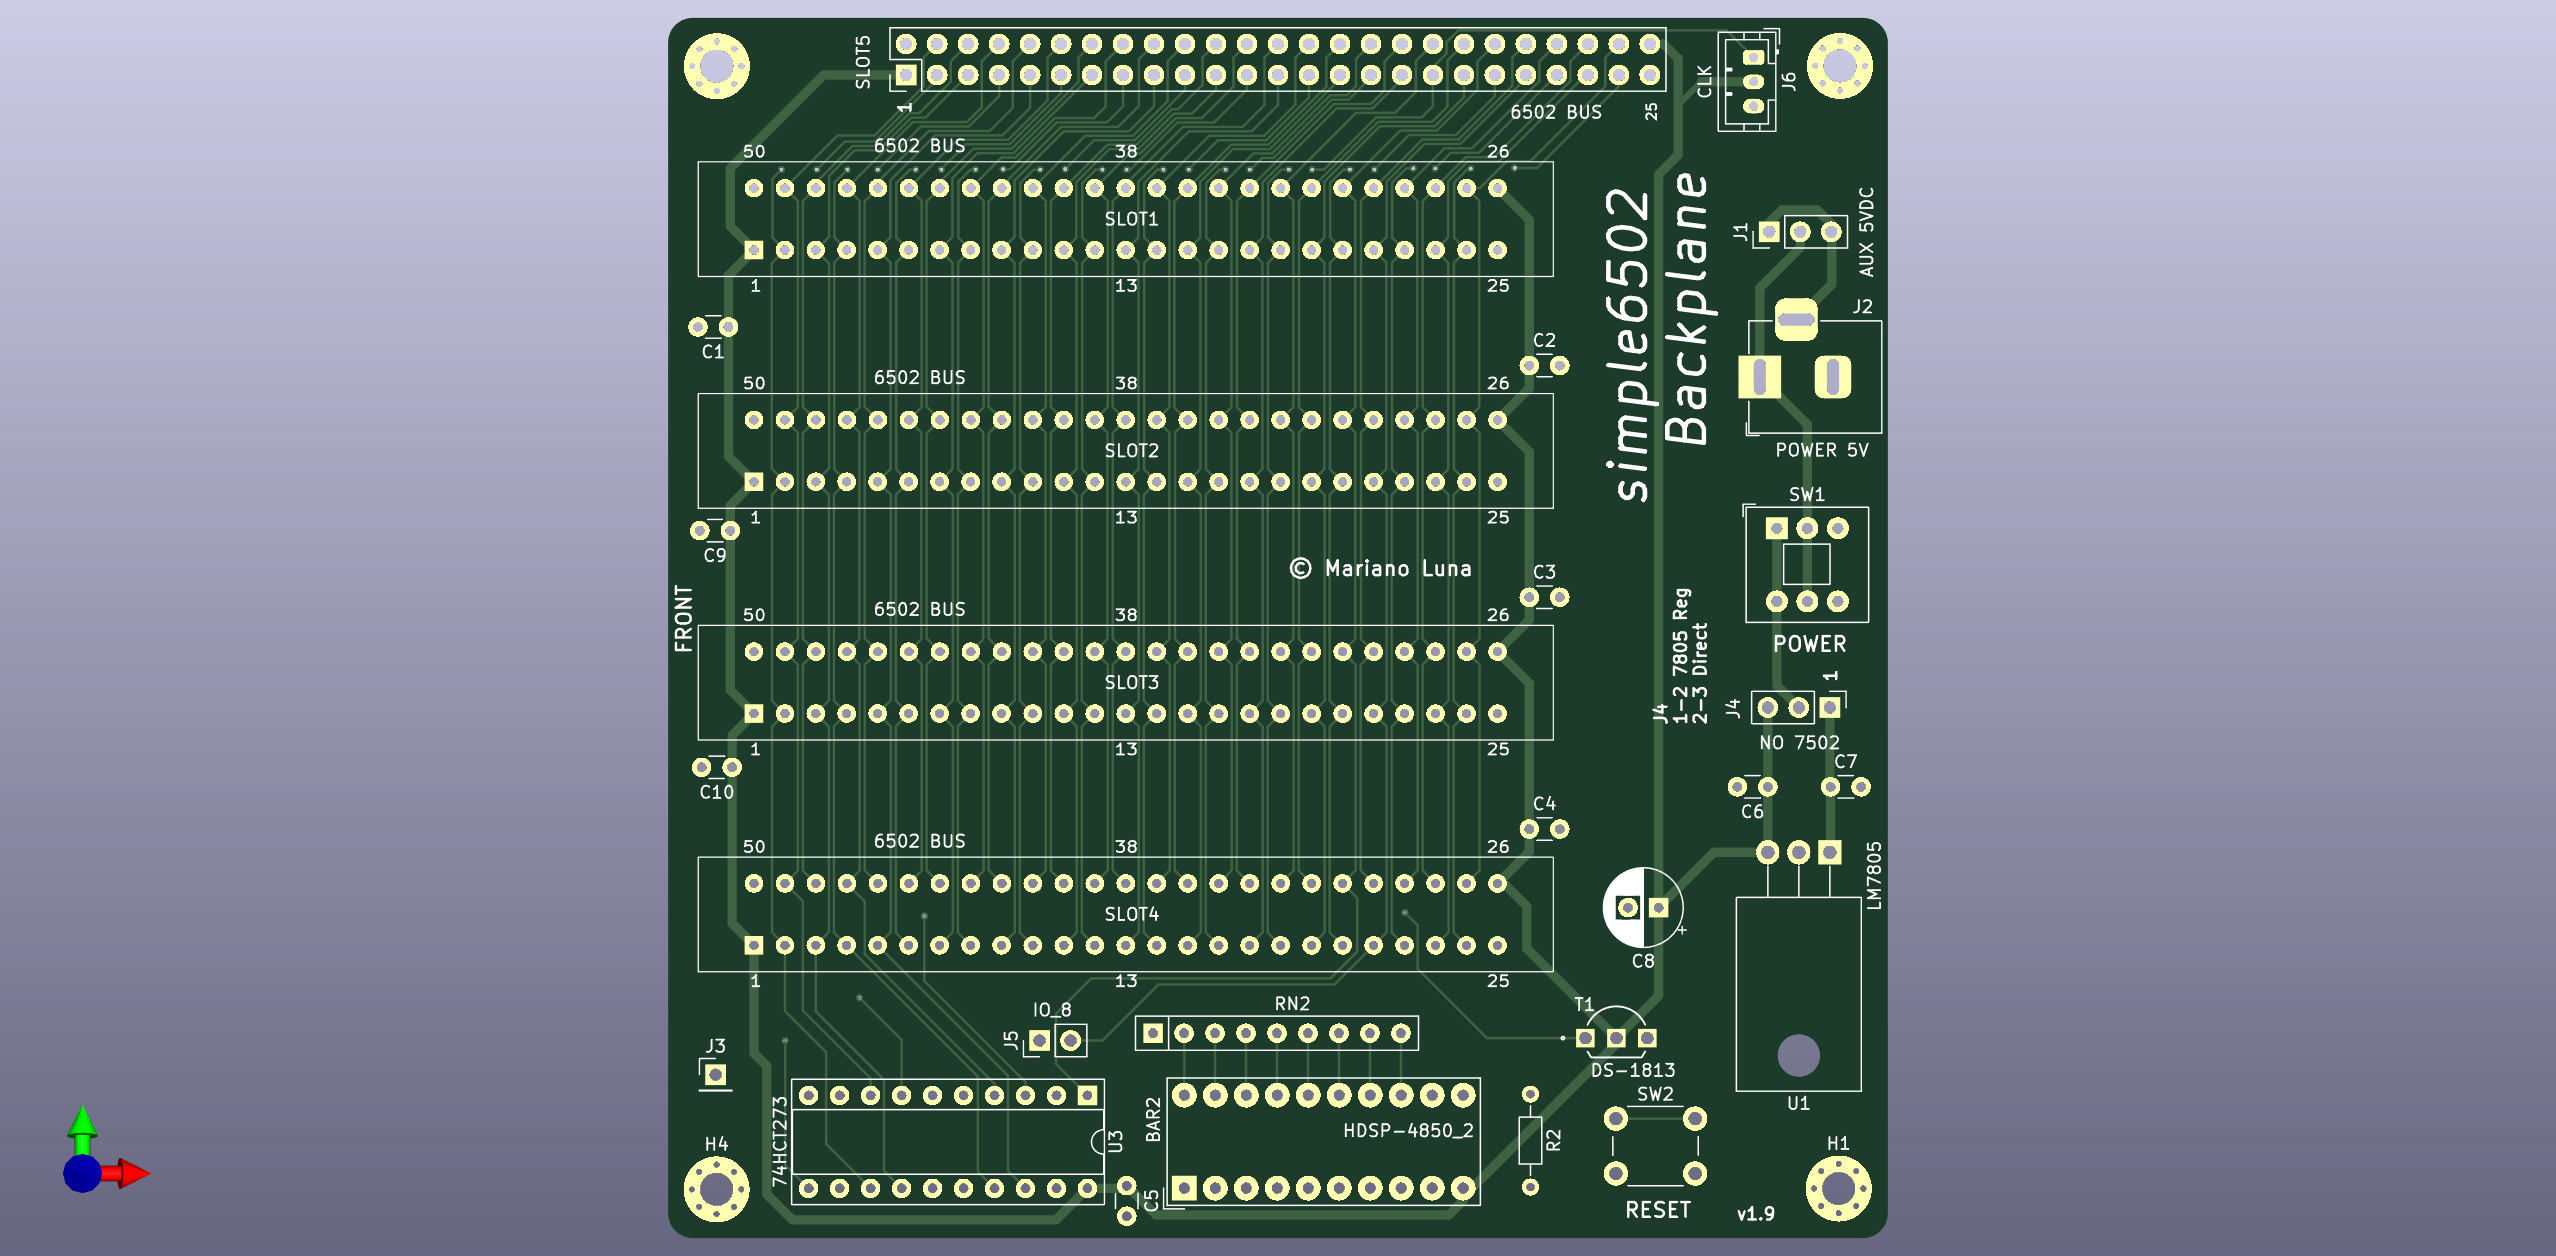 SLOT5
1
6502 BUS
25
CLK
J6
50
6502 BUS
38
26
SLOT1
1
13
25
simple6502
Backplane
J1
AUX 5VDC
J2
POWER 5V
C1
C2
50
6502 BUS
38
26
SLOT2
1
13
25
SW1
POWER
C9
© Mariano Luna
C3
FRONT
50
6502 BUS
38
26
SLOT3
1
13
25
J4
1-2 7805 Reg
2-3 Direct
J4
1
NO 7502
C10
C4
C6
C7
50
6502 BUS
38
26
SLOT4
1
13
25
LM7805
+
C8
U1
J3
IO_8
J5
RN2
T1
DS-1813
SW2
74HCT273
U3
BAR2
HDSP-4850_2
R2
C5
H4
H1
RESET
v1.9